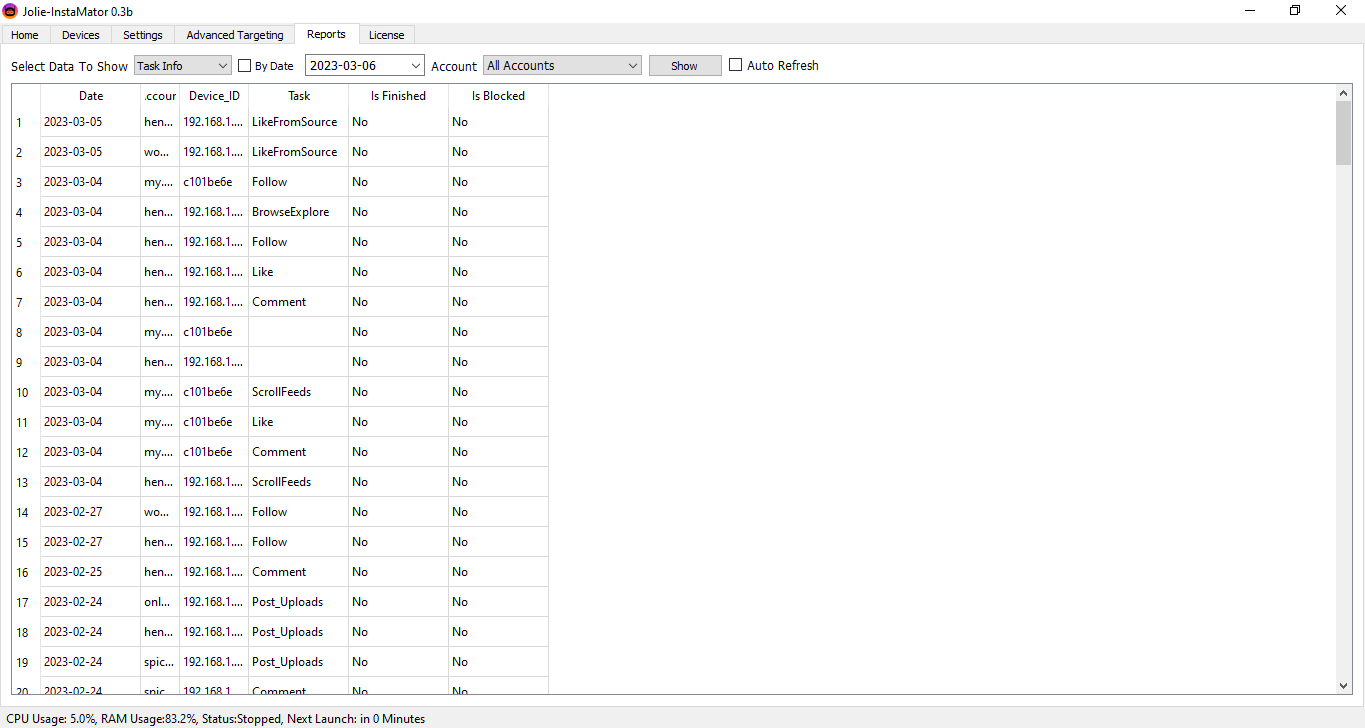 Jolie-InstaMator 0.3b
Home Devices Settings Advanced Targeting Reports License
Select Data To Show Task Info By Date 2023-03-06 Account All Accounts Show Auto Refresh
Date .ccour Device_ID Task Is Finished Is Blocked
1 2023-03-05 hen... 192.168.1.... LikeFromSource No No
2 2023-03-05 wo... 192.168.1.... LikeFromSource No No
3 2023-03-04 my.... c101be6e Follow No No
4 2023-03-04 hen... 192.168.1.... BrowseExplore No No
5 2023-03-04 hen... 192.168.1.... Follow No No
6 2023-03-04 hen... 192.168.1.... Like No No
7 2023-03-04 hen... 192.168.1.... Comment No No
8 2023-03-04 my.... c101be6e No No
9 2023-03-04 hen... 192.168.1.... No No
10 2023-03-04 my.... c101be6e ScrollFeeds No No
11 2023-03-04 my.... c101be6e Like No No
12 2023-03-04 my.... c101be6e Comment No No
13 2023-03-04 hen... 192.168.1.... ScrollFeeds No No
14 2023-02-27 wo... 192.168.1.... Follow No No
15 2023-02-27 hen... 192.168.1.... Follow No No
16 2023-02-25 hen... 192.168.1.... Comment No No
17 2023-02-24 onl... 192.168.1.... Post_Uploads No No
18 2023-02-24 hen... 192.168.1.... Post_Uploads No No
19 2023-02-24 spic... 192.168.1.... Post_Uploads No No
20 2023-02-24 spic 192.168.1 Comment No No
CPU Usage: 5.0%, RAM Usage:83.2%, Status:Stopped, Next Launch: in 0 Minutes